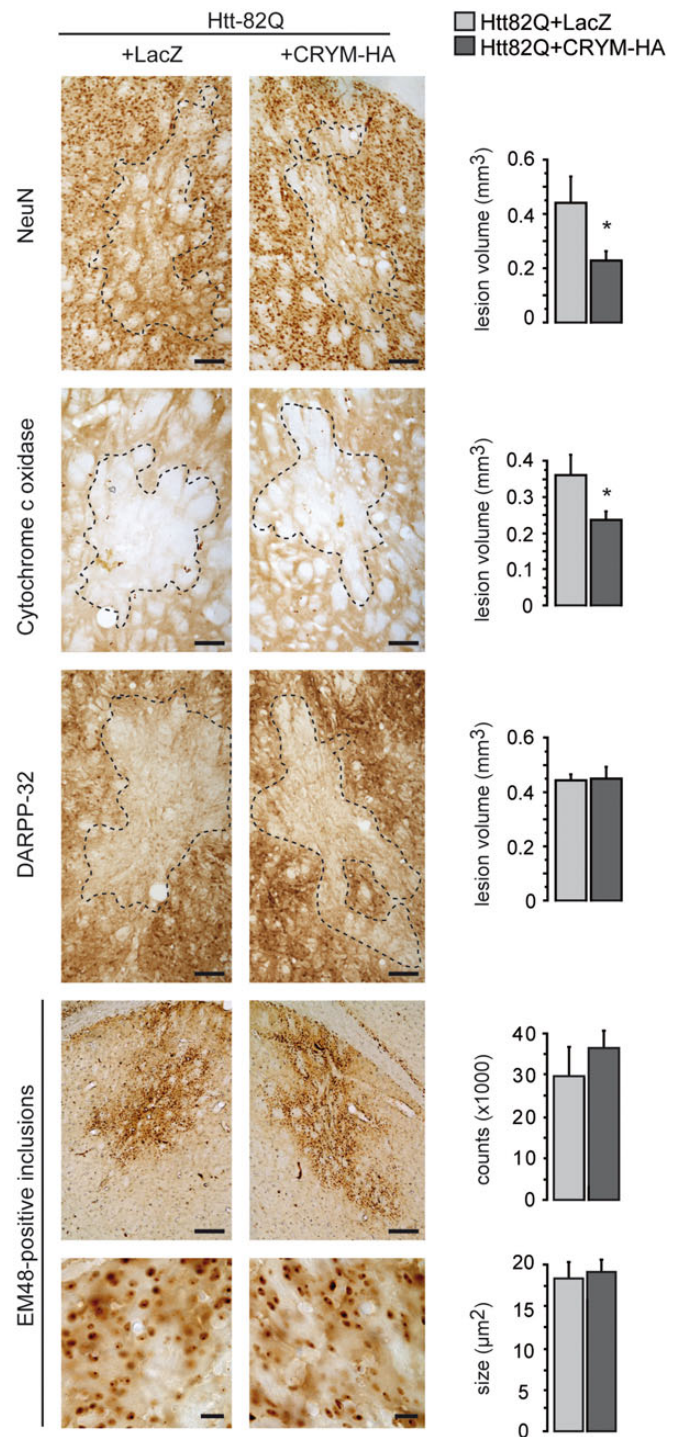 Htt-82Q
+LacZ
+CRYM-HA
Htt82Q+LacZ
Htt82Q+CRYM-HA
NeuN
lesion volume (mm3)
0.6
0.4
0.2
0
*
Cytochrome c oxidase
lesion volume (mm3)
0.4
0.3
0.2
0.1
0
*
DARPP-32
lesion volume (mm3)
0.6
0.4
0.2
0
EM48-positive inclusions
counts (x1000)
40
30
20
10
0
size (µm2)
20
15
10
5
0